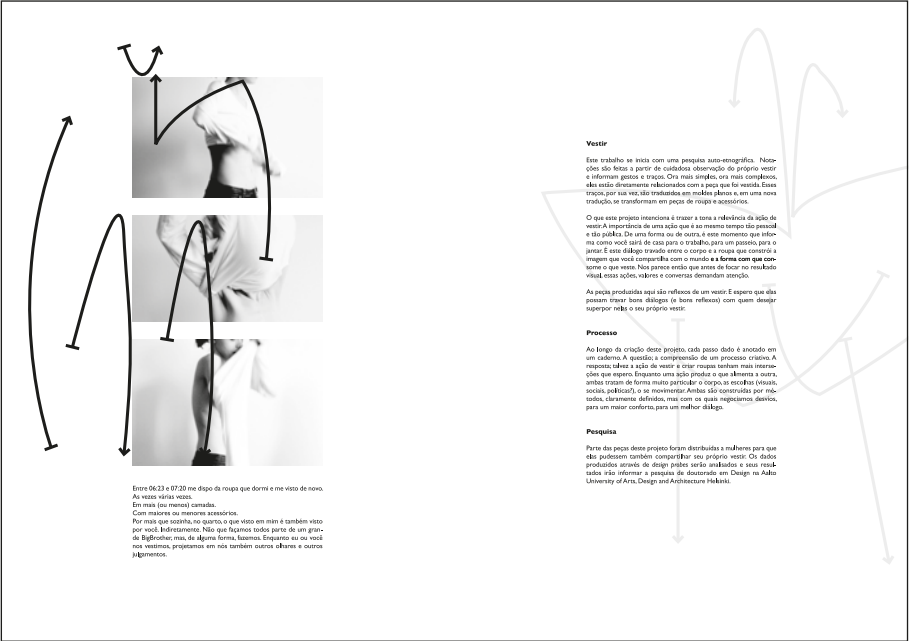 Entre 06:23 e 07:20 me dispo da roupa que dormi e me visto de novo.
As vezes várias vezes.
Em mais (ou menos) camadas.
Com maiores ou menores acessórios.
Por mais que sozinha, no quarto, o que visto em mim é também visto
por você. Indiretamente. Não que façamos todos parte de um gran-
de BigBrother, mas, de alguma forma, fazemos. Enquanto eu ou você
nos vestimos, projetamos em nós também outros olhares e outros
julgamentos.
Vestir
Este trabalho se inicia com uma pesquisa auto-etnográfica. Nota-
ções são feitas a partir de cuidadosa observação do próprio vestir
e informam gestos e traços. Ora mais simples, ora mais complexos,
eles estão diretamente relacionados com a peça que foi vestida. Esses
traços, por sua vez, são traduzidos em moldes planos e, em uma nova
tradução, se transformam em peças de roupa e acessórios.
O que este projeto intenciona é trazer a tona a relevância da ação de
vestir. A importância de uma ação que é ao mesmo tempo tão pessoal
e tão pública. De uma forma ou de outra, é este momento que infor-
ma como você sairá de casa para o trabalho, para um passeio, para o
jantar. É este diálogo travado entre o corpo e a roupa que constrói a
imagem que você compartilha com o mundo e a forma com que con-
some o que veste. Nos parece então que antes de focar no resultado
visual, essas ações, valores e conversas demandam atenção.
As peças produzidas aqui são reflexos de um vestir. E espero que elas
possam travar bons diálogos (e bons reflexos) com quem desejar
superpor nelas o seu próprio vestir.
Processo
Ao longo da criação deste projeto, cada passo dado é anotado em
um caderno. A questão; a compreensão de um processo criativo. A
resposta; talvez a ação de vestir e criar roupas tenham mais interse-
ções que espero. Enquanto uma ação produz o que alimenta a outra,
ambas tratam de forma muito particular o corpo, as escolhas (visuais,
sociais, políticas?), o se movimentar. Ambas são construídas por mé-
todos, claramente definidos, mas com os quais negociamos desvios,
para um maior conforto, para um melhor diálogo.
Pesquisa
Parte das peças deste projeto foram distribuídas a mulheres para que
elas pudessem também compartilhar seu próprio vestir. Os dados
produzidos através de design probes serão analisados e seus resul-
tados irão informar a pesquisa de doutorado em Design na Aalto
University of Arts, Design and Architecture Helsinki.